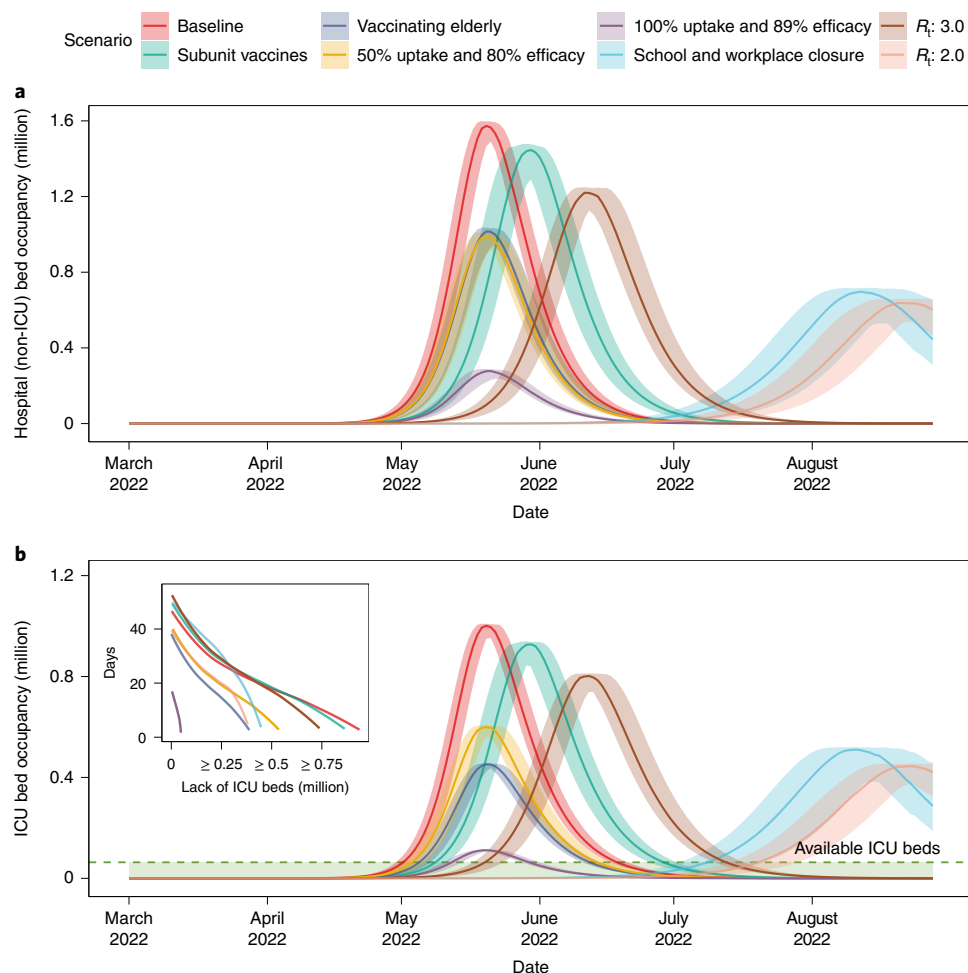 Scenario
Baseline
Vaccinating elderly
100% uptake and 89% efficacy
Rt: 3.0
Subunit vaccines
50% uptake and 80% efficacy
School and workplace closure
Rt: 2.0
a
Hospital (non-ICU) bed occupancy (million)
1.6
1.2
0.8
0.4
0
March
2022
April
2022
May
2022
June
2022
July
2022
August
2022
Date
b
ICU bed occupancy (million)
1.2
0.8
0.4
0
Days
40
20
0
0
≥ 0.25
≥ 0.5
≥ 0.75
Lack of ICU beds (million)
Available ICU beds
March
2022
April
2022
May
2022
June
2022
July
2022
August
2022
Date